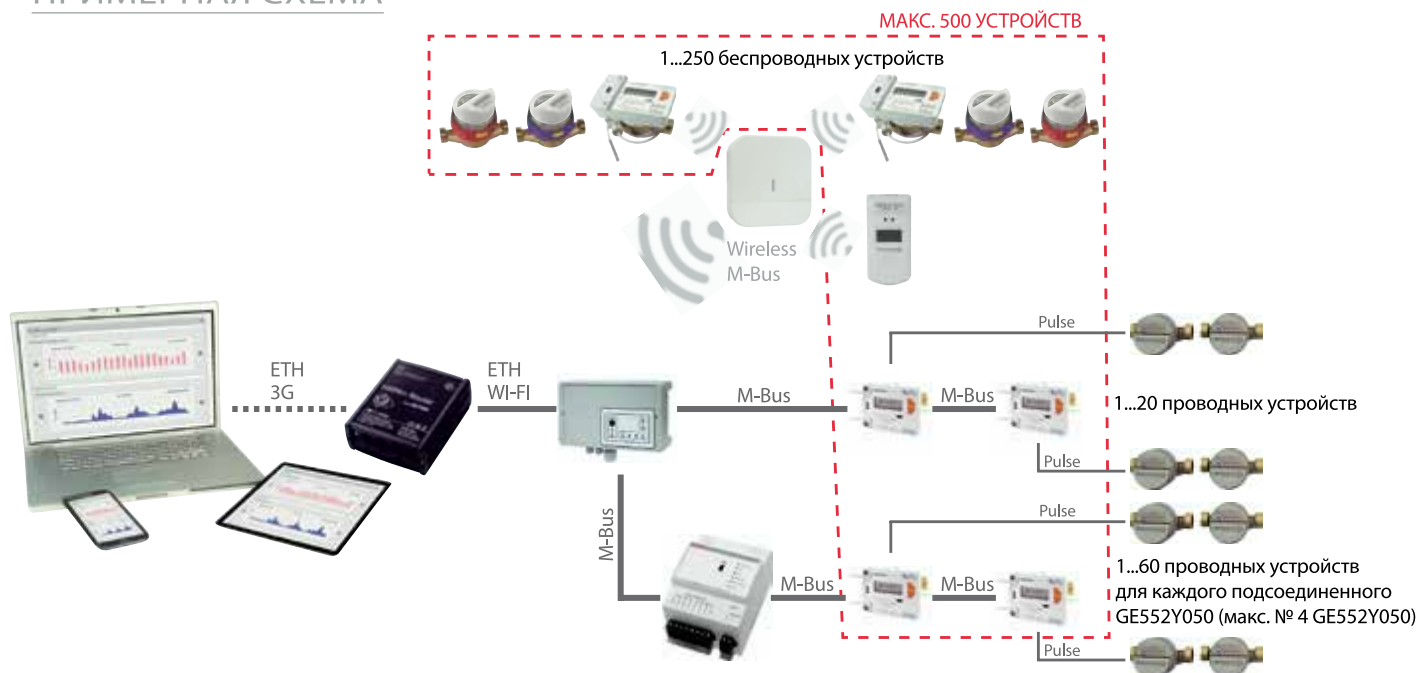 ПРИМЕРНАЯ СХЕМА
МАКС. 500 УСТРОЙСТВ
1...250 беспроводных устройств
Wireless
M-Bus
Pulse
ETH
3G
ETH
WI-FI
M-Bus
M-Bus
1...20 проводных устройств
Pulse
Pulse
M-Bus
M-Bus
M-Bus
1...60 проводных устройств
для каждого подсоединенного
GE552Y050 (макс. № 4 GE552Y050)
Pulse